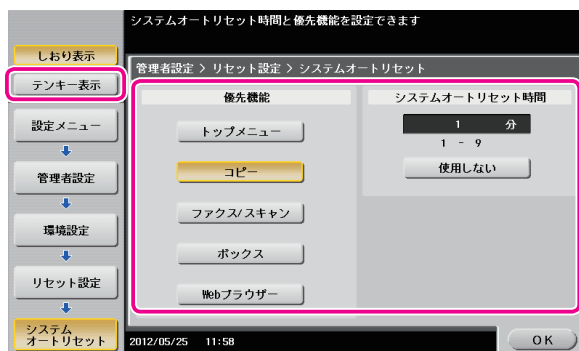 システムオートリセット時間と優先機能を設定できます
しおり表示
テンキー表示
設定メニュー
管理者設定
環境設定
リセット設定
システム
オートリセット
管理者設定 > リセット設定 > システムオートリセット
優先機能
トップメニュー
コピー
ファクス/スキャン
ボックス
Webブラウザー
システムオートリセット時間
1 分
1 - 9
使用しない
2012/05/25 11:58
OK